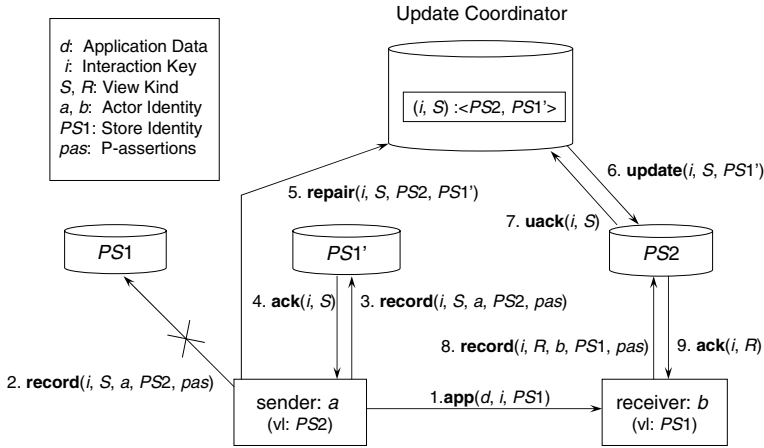 Update Coordinator
d: Application Data
i: Interaction Key
S, R: View Kind
a, b: Actor Identity
PS1: Store Identity
pas: P-assertions
(i, S) :<PS2, PS1'>
6. update(i, S, PS1')
5. repair(i, S, PS2, PS1')
7. uack(i, S)
PS1
PS1'
PS2
4. ack(i, S)
3. record(i, S, a, PS2, pas)
8. record(i, R, b, PS1, pas)
9. ack(i, R)
2. record(i, S, a, PS2, pas)
1.app(d, i, PS1)
sender: a
(vl: PS2)
receiver: b
(vl: PS1)